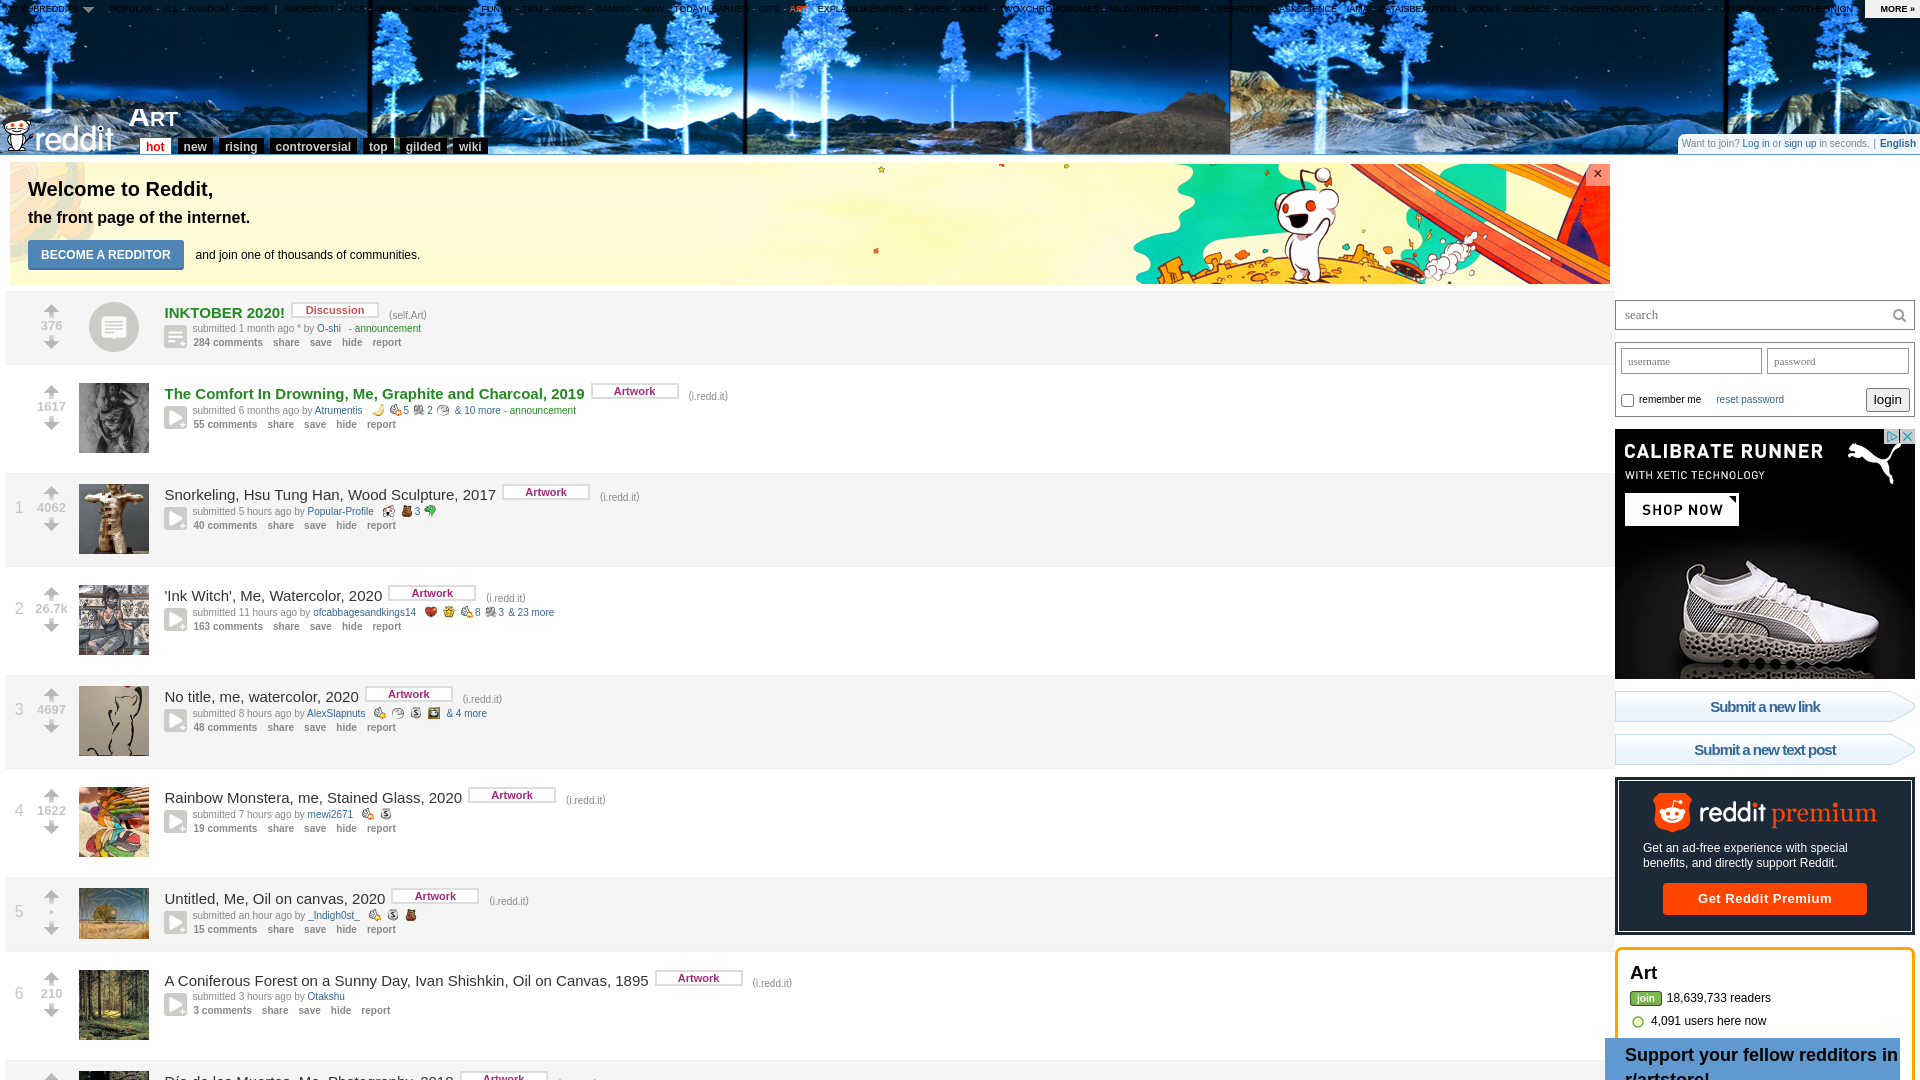 MY SUBREDDITS POPULAR - ALL - RANDOM - USERS | ASKREDDIT - PICS - NEWS - WORLDNEWS - FUNNY - TIFU - VIDEOS - GAMING - AWW - TODAYILEARNED - GIFS - ART - EXPLAINLIKEIMFIVE - MOVIES - JOKES - TWOXCHROMOSOMES - MILDLYINTERESTING - LIFEPROTIPS - ASKSCIENCE - IAMA - DATAISBEAUTIFUL - BOOKS - SCIENCE - SHOWERTHOUGHTS - GADGETS - FUTUROLOGY - NOTTHEONION MORE »
reddit Art
hot new rising controversial top gilded wiki
Want to join? Log in or sign up in seconds. | English
Welcome to Reddit,
the front page of the internet.
BECOME A REDDITOR and join one of thousands of communities.
×
376
INKTOBER 2020! Discussion (self.Art)
submitted 1 month ago * by O-shi - announcement
284 comments share save hide report
1617
The Comfort In Drowning, Me, Graphite and Charcoal, 2019 Artwork (i.redd.it)
submitted 6 months ago by Atrumentis 5 2 & 10 more - announcement
55 comments share save hide report
1 4062
Snorkeling, Hsu Tung Han, Wood Sculpture, 2017 Artwork (i.redd.it)
submitted 5 hours ago by Popular-Profile 3
40 comments share save hide report
2 26.7k
'Ink Witch', Me, Watercolor, 2020 Artwork (i.redd.it)
submitted 11 hours ago by ofcabbagesandkings14 8 3 & 23 more
163 comments share save hide report
3 4697
No title, me, watercolor, 2020 Artwork (i.redd.it)
submitted 8 hours ago by AlexSlapnuts & 4 more
48 comments share save hide report
4 1622
Rainbow Monstera, me, Stained Glass, 2020 Artwork (i.redd.it)
submitted 7 hours ago by mewi2671
19 comments share save hide report
5 •
Untitled, Me, Oil on canvas, 2020 Artwork (i.redd.it)
submitted an hour ago by _Indigh0st_
15 comments share save hide report
6 210
A Coniferous Forest on a Sunny Day, Ivan Shishkin, Oil on Canvas, 1895 Artwork (i.redd.it)
submitted 3 hours ago by Otakshu
3 comments share save hide report
Día de los Muertos, Me, Photography, 2018 Artwork
search
username password
remember me reset password login
CALIBRATE RUNNER
WITH XETIC TECHNOLOGY
SHOP NOW
Submit a new link
Submit a new text post
reddit premium
Get an ad-free experience with special
benefits, and directly support Reddit.
Get Reddit Premium
Art
join 18,639,733 readers
4,091 users here now
Support your fellow redditors in
r/artstore!